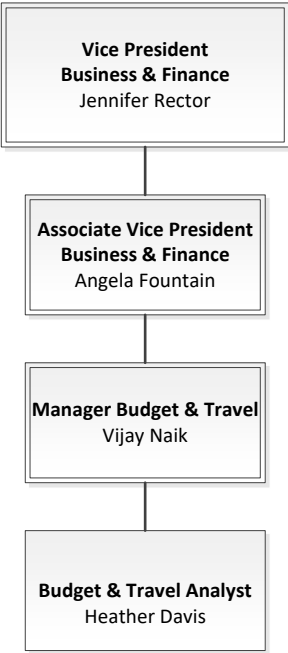 Vice President
Business & Finance
Jennifer Rector
Associate Vice President
Business & Finance
Angela Fountain
Manager Budget & Travel
Vijay Naik
Budget & Travel Analyst
Heather Davis